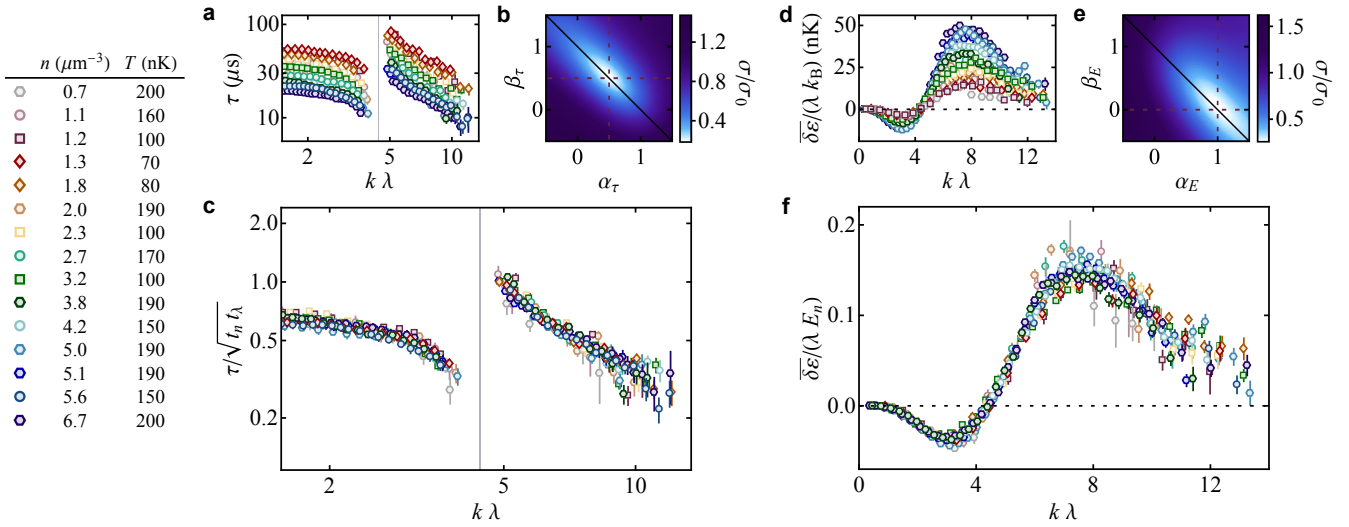 n (μm⁻³) T (nK)
0.7 200
1.1 160
1.2 100
1.3 70
1.8 80
2.0 190
2.3 100
2.7 170
3.2 100
3.8 190
4.2 150
5.0 190
5.1 190
5.6 150
6.7 200
a
100
30
10
τ (μs)
2 5 10
k λ
b
1
0
β_τ
0 1
α_τ
1.2
0.8
0.4
σ/σ₀
c
2.0
1.0
0.5
0.2
τ/√t_n t_λ
2 5 10
k λ
d
50
25
0
δε/(λ k_B) (nK)
0 4 8 12
k λ
e
1
0
β_E
0 1
α_E
1.5
1.0
0.5
σ/σ₀
f
0.2
0.1
0.0
δε/(λ E_n)
0 4 8 12
k λ